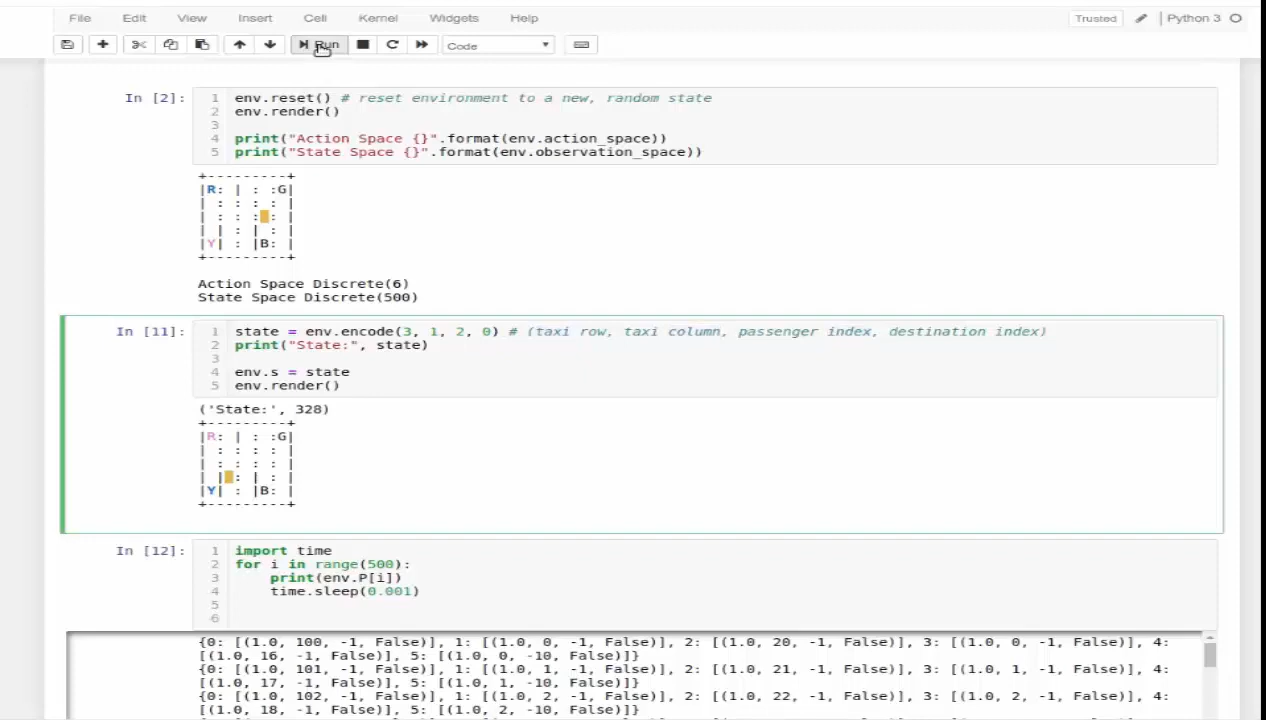 File Edit View Insert Cell Kernel Widgets Help Trusted Python 3
Run Code
In [2]: 1 env.reset() # reset environment to a new, random state
2 env.render()
3
4 print("Action Space {}".format(env.action_space))
5 print("State Space {}".format(env.observation_space))
+---------+
|R: | : :G|
| : : : : |
| : : : : |
| | : | : |
|Y| : |B: |
+---------+
Action Space Discrete(6)
State Space Discrete(500)
In [11]: 1 state = env.encode(3, 1, 2, 0) # (taxi row, taxi column, passenger index, destination index)
2 print("State:", state)
3
4 env.s = state
5 env.render()
('State:', 328)
+---------+
|R: | : :G|
| : : : : |
| : : : : |
| | : | : |
|Y| : |B: |
+---------+
In [12]: 1 import time
2 for i in range(500):
3 print(env.P[i])
4 time.sleep(0.001)
5
6
{0: [(1.0, 100, -1, False)], 1: [(1.0, 0, -1, False)], 2: [(1.0, 20, -1, False)], 3: [(1.0, 0, -1, False)], 4:
[(1.0, 16, -1, False)], 5: [(1.0, 0, -10, False)]}
{0: [(1.0, 101, -1, False)], 1: [(1.0, 1, -1, False)], 2: [(1.0, 21, -1, False)], 3: [(1.0, 1, -1, False)], 4:
[(1.0, 17, -1, False)], 5: [(1.0, 1, -10, False)]}
{0: [(1.0, 102, -1, False)], 1: [(1.0, 2, -1, False)], 2: [(1.0, 22, -1, False)], 3: [(1.0, 2, -1, False)], 4:
[(1.0, 18, -1, False)], 5: [(1.0, 2, -10, False)]}